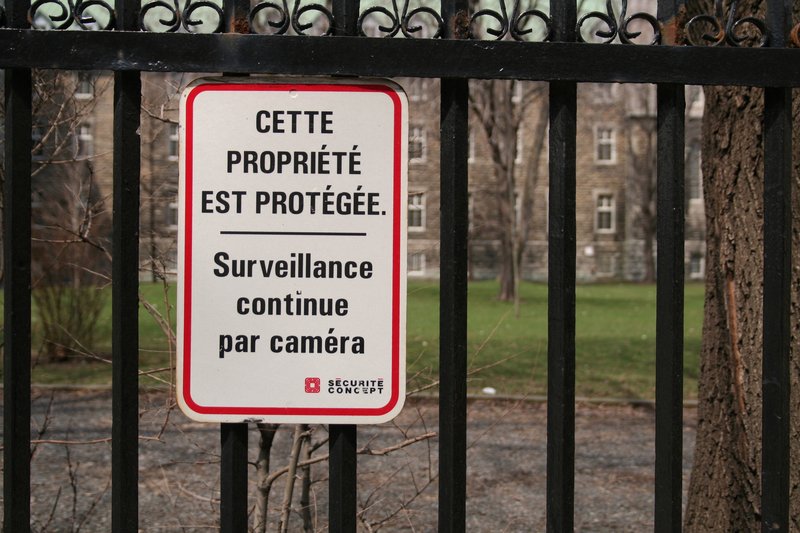 CETTE
PROPRIÉTÉ
EST PROTÉGÉE.
Surveillance
continue
par caméra
SÉCURITÉ
CONCEPT